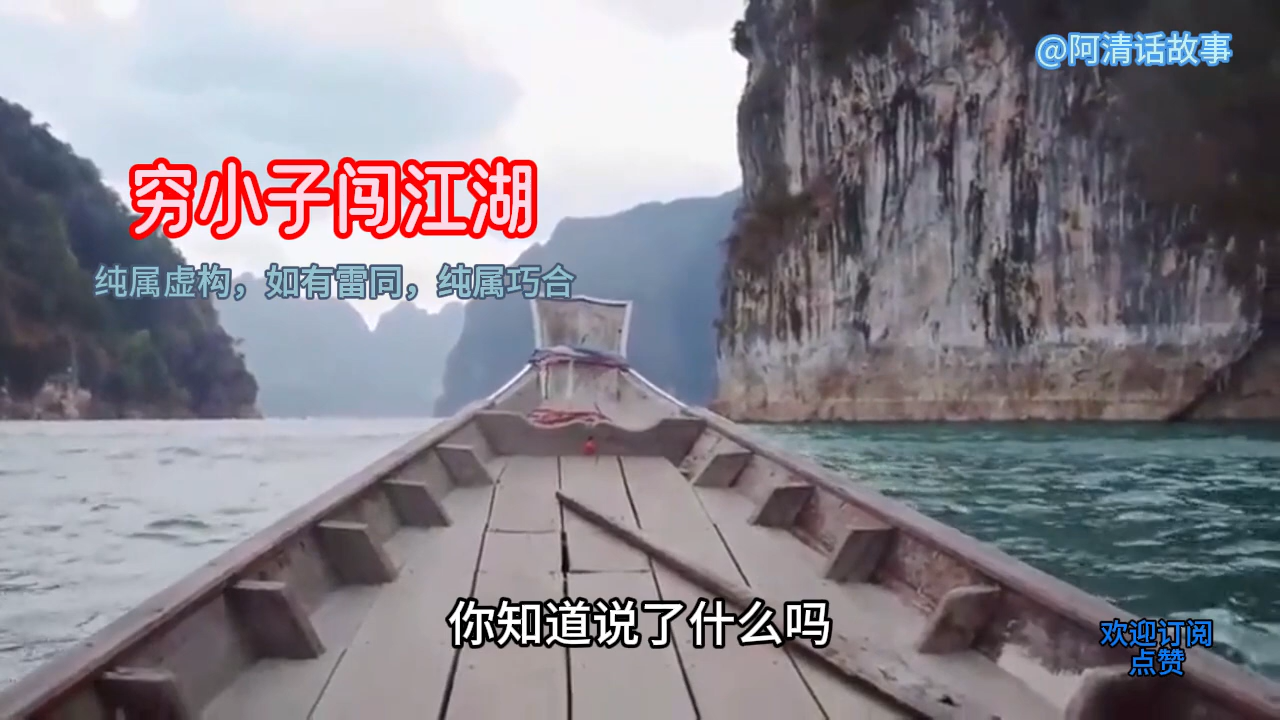 @阿清话故事
穷小子闯江湖
纯属虚构，如有雷同，纯属巧合
你知道说了什么吗
欢迎订阅
点赞